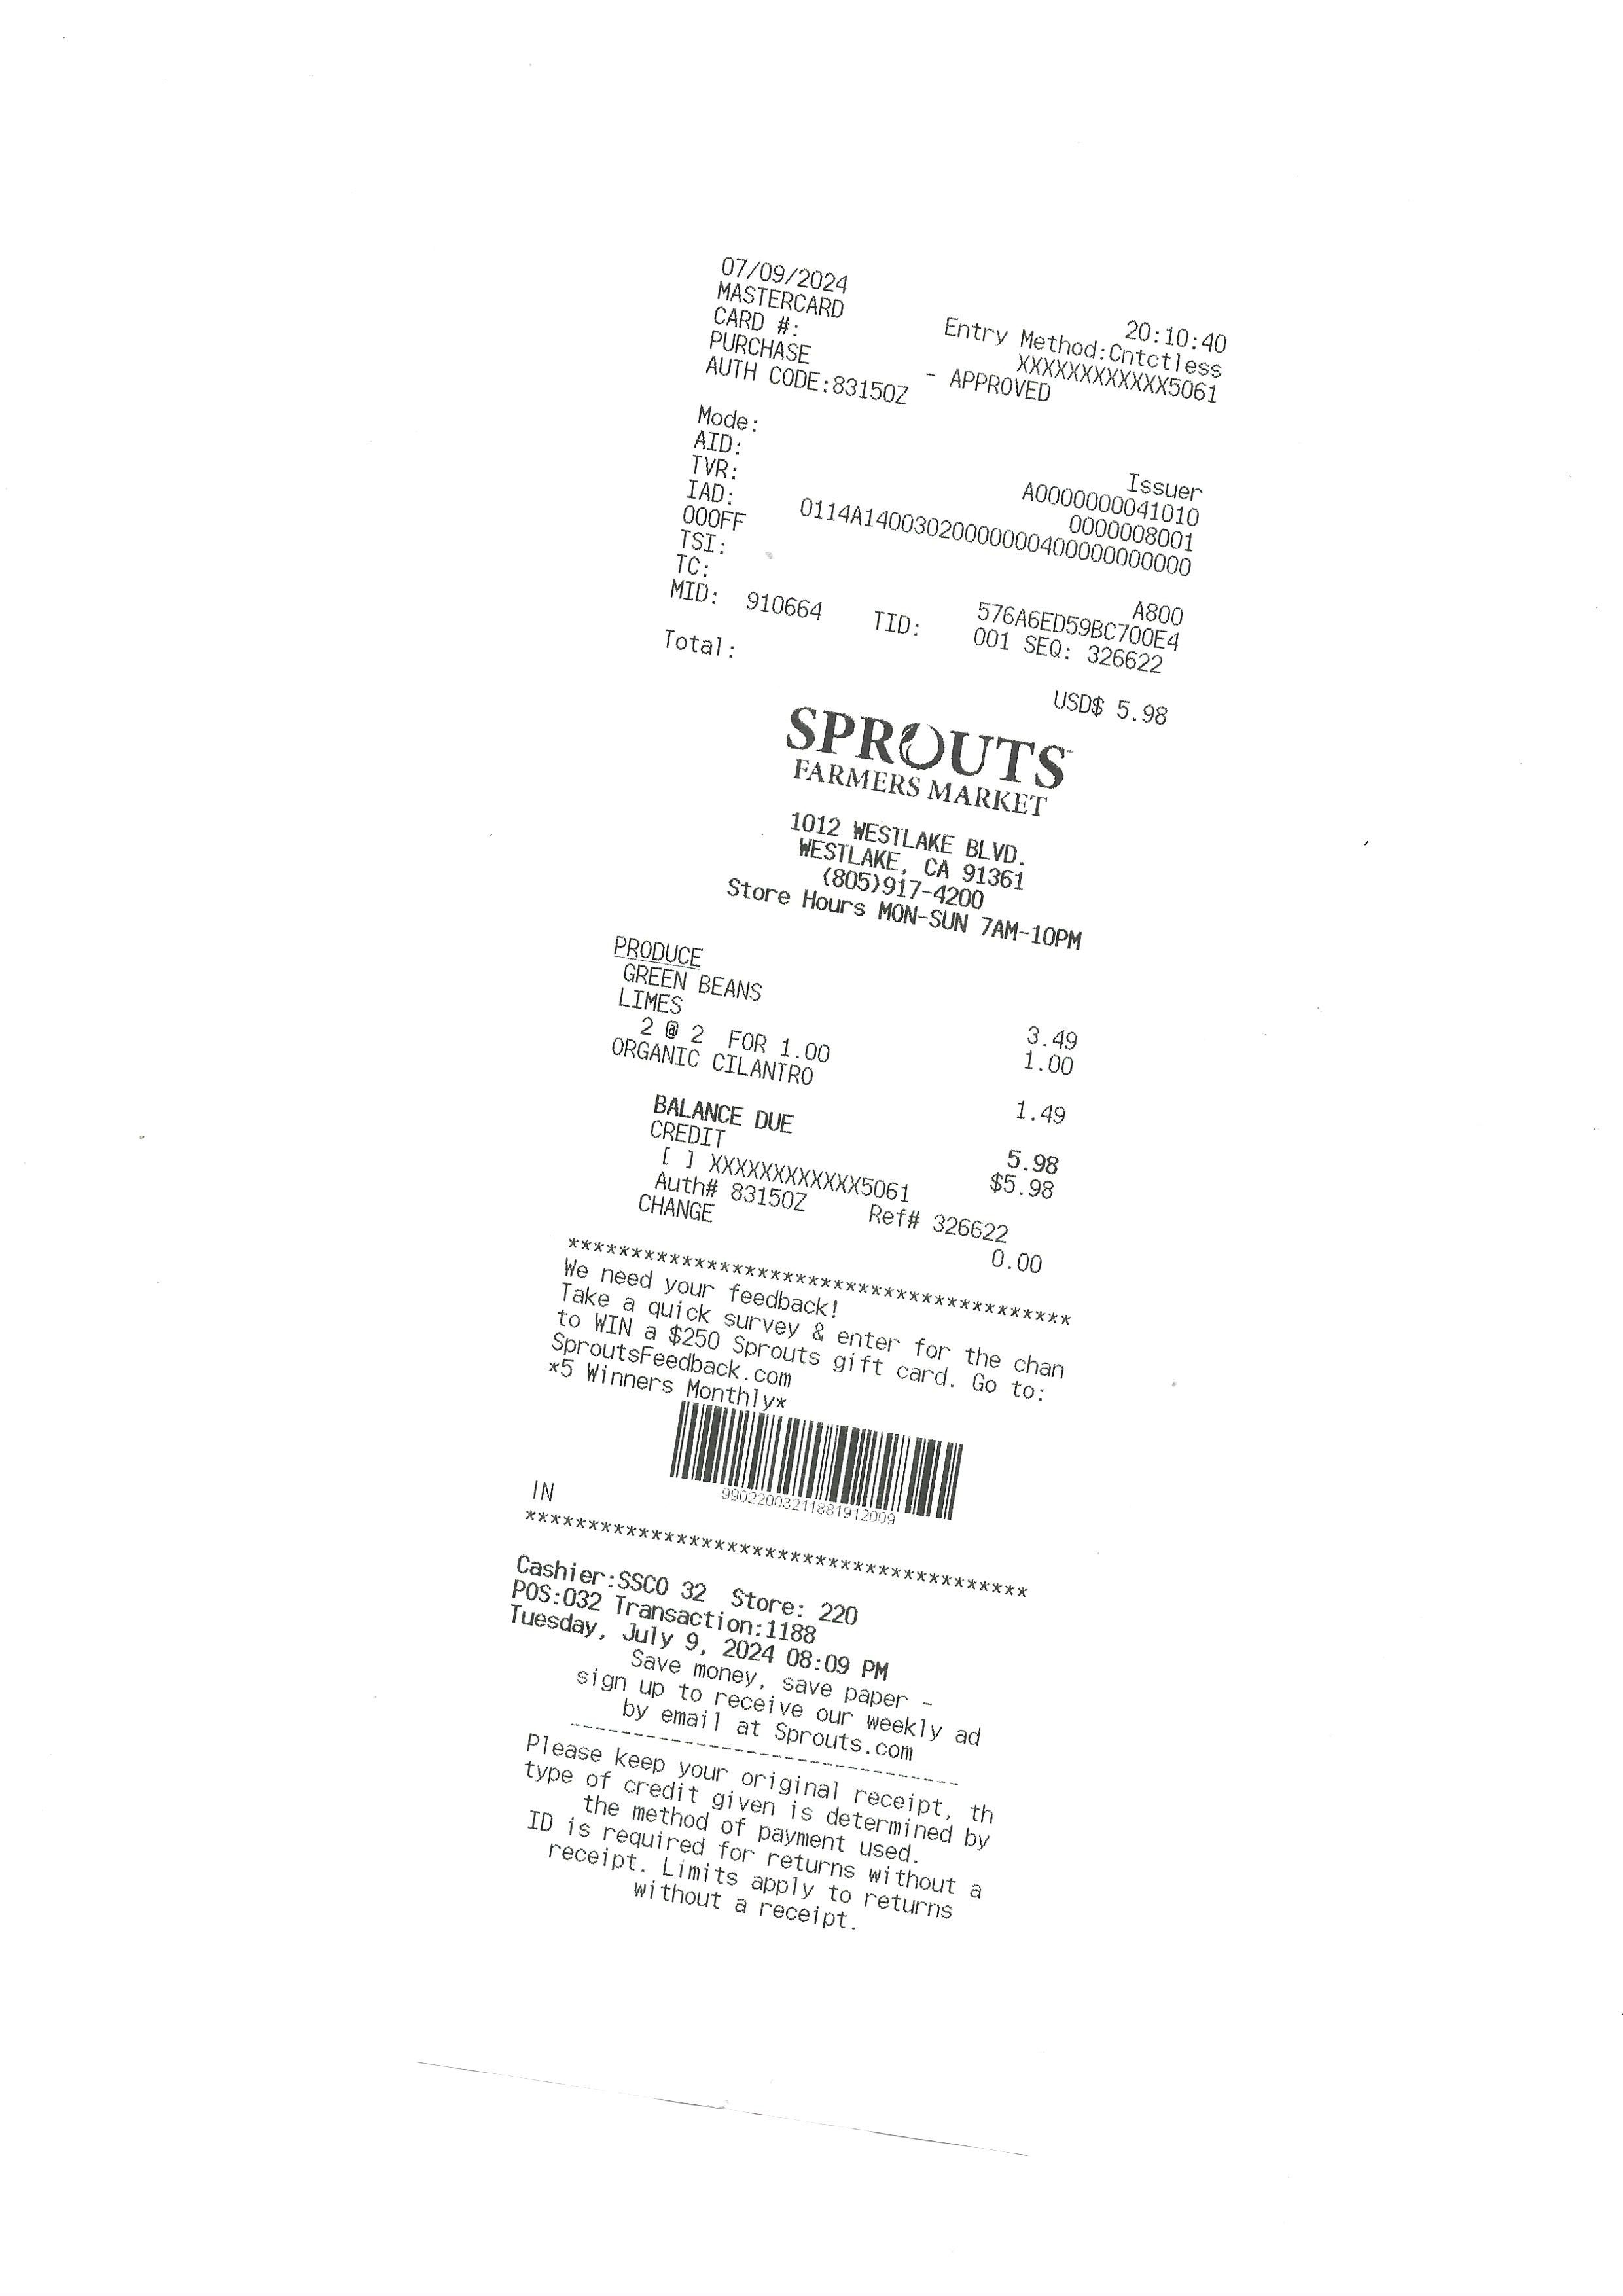 07/09/2024 20:10:40
MASTERCARD Entry Method:Cntctless
CARD #: XXXXXXXXXXXX5061
PURCHASE - APPROVED
AUTH CODE:83150Z
Mode: Issuer
AID: A0000000041010
TVR: 0000008001
IAD: 0114A1400302000000040000000000
000FF
TSI: A800
TC: 576A6ED59BC700E4
MID: 910664 TID: 001 SEQ: 326622
Total: USD$ 5.98
SPROUTS
FARMERS MARKET
1012 WESTLAKE BLVD.
WESTLAKE, CA 91361
(805)917-4200
Store Hours MON-SUN 7AM-10PM
PRODUCE
GREEN BEANS 3.49
LIMES 1.00
2 @ 2 FOR 1.00
ORGANIC CILANTRO 1.49
BALANCE DUE 5.98
CREDIT $5.98
[ ] XXXXXXXXXXXX5061
Auth# 83150Z Ref# 326622
CHANGE 0.00
****************************************
We need your feedback!
Take a quick survey & enter for the chan
to WIN a $250 Sprouts gift card. Go to:
SproutsFeedback.com
*5 Winners Monthly*
99022003211881912009
IN
****************************************
Cashier:SSCO 32 Store: 220
POS:032 Transaction:1188
Tuesday, July 9, 2024 08:09 PM
Save money, save paper -
sign up to receive our weekly ad
by email at Sprouts.com
-------------------------------
Please keep your original receipt, th
type of credit given is determined by
the method of payment used.
ID is required for returns without a
receipt. Limits apply to returns
without a receipt.